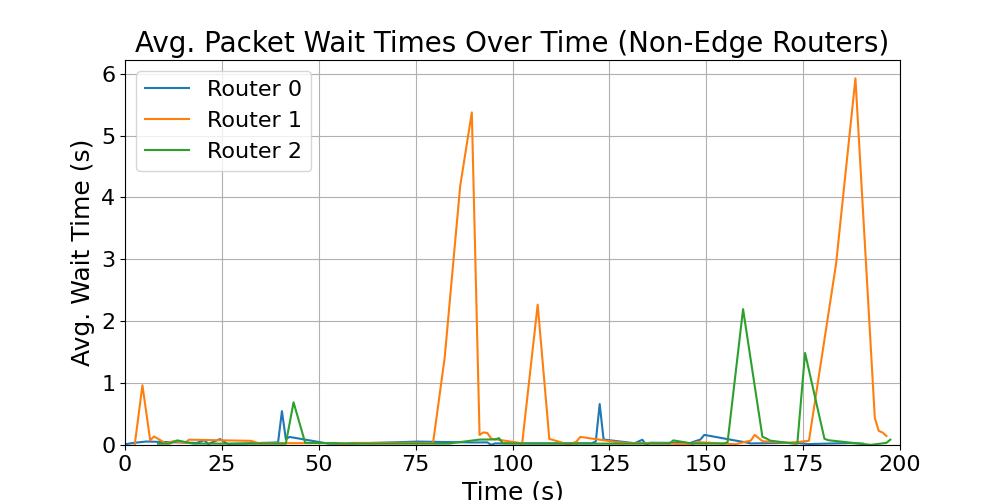 Avg. Packet Wait Times Over Time (Non-Edge Routers)
Avg. Wait Time (s)
6
5
4
3
2
1
0
Router 0
Router 1
Router 2
0 25 50 75 100 125 150 175 200
Time (s)